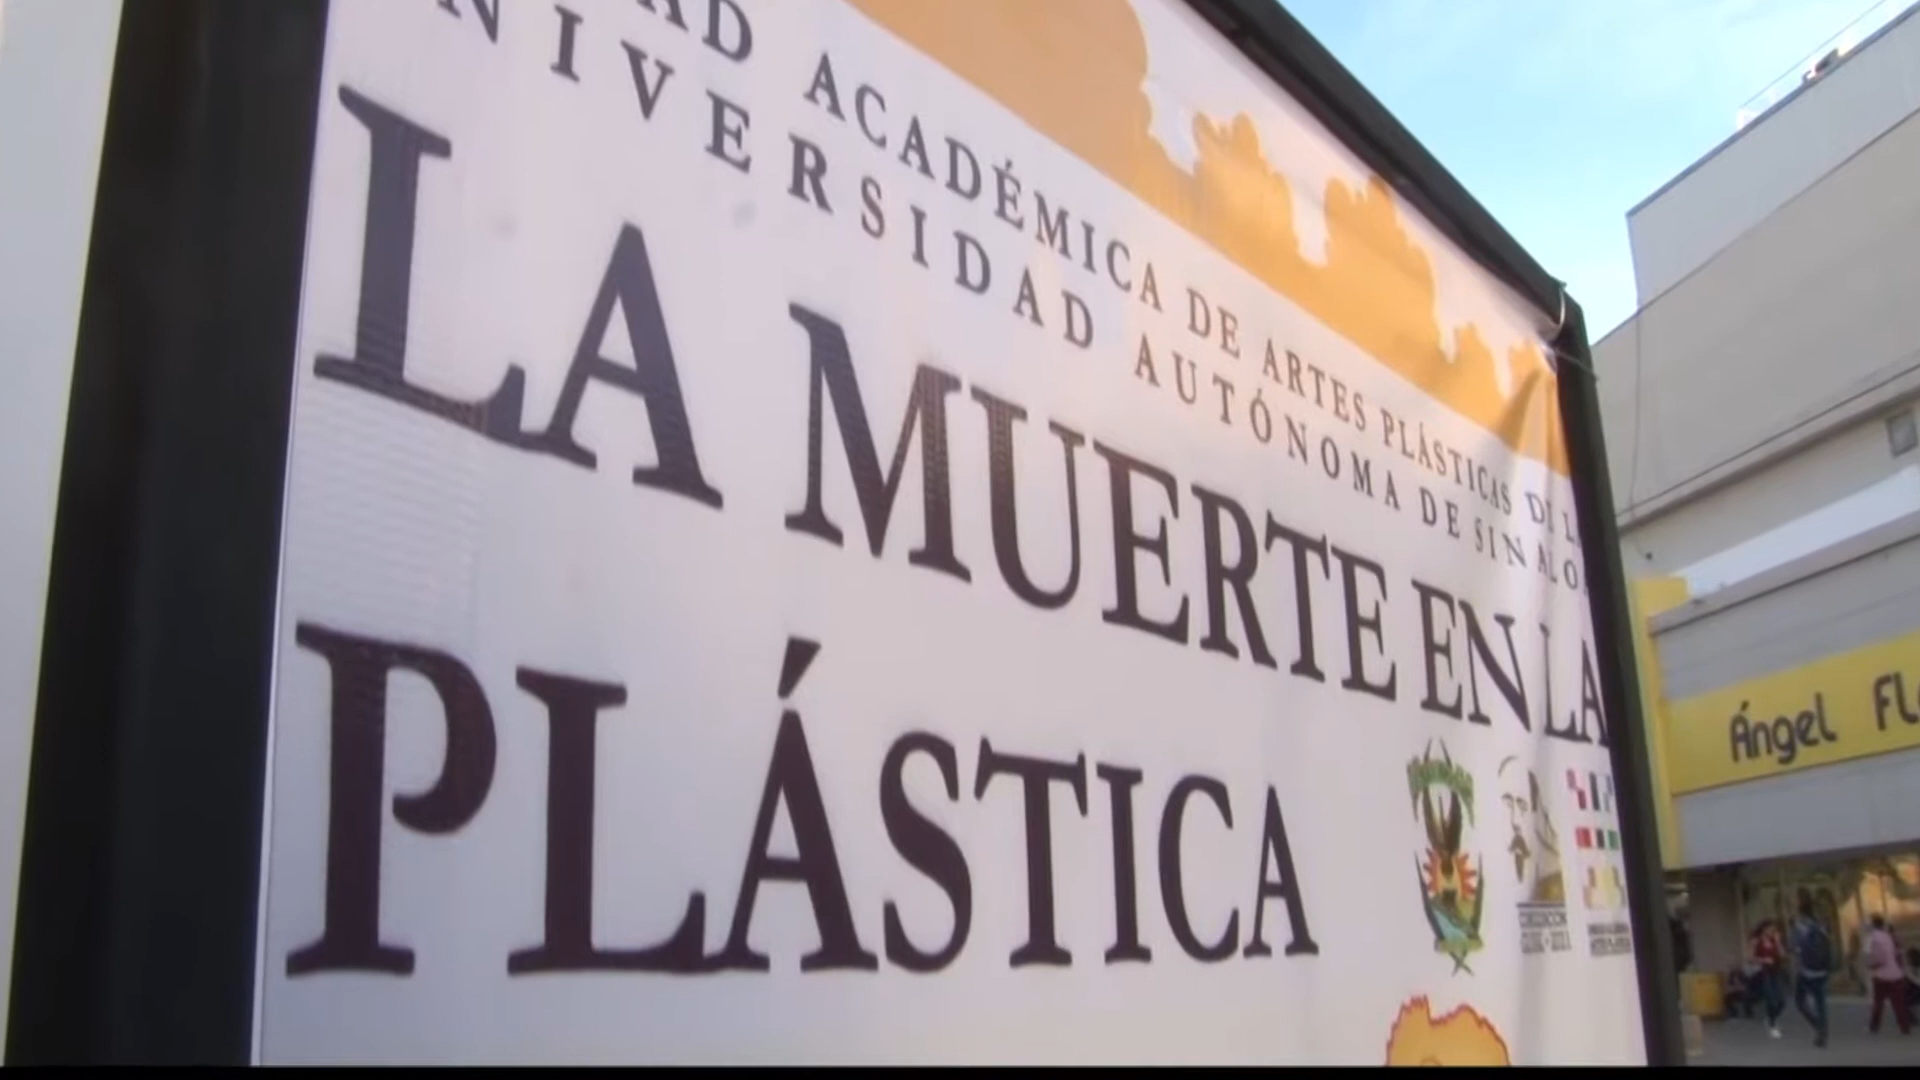 AD ACADÉMICA DE ARTES PLÁSTICAS DE L
NIVERSIDAD AUTÓNOMA DE SINALO
LA MUERTE EN LA
PLÁSTICA
Ángel Fl